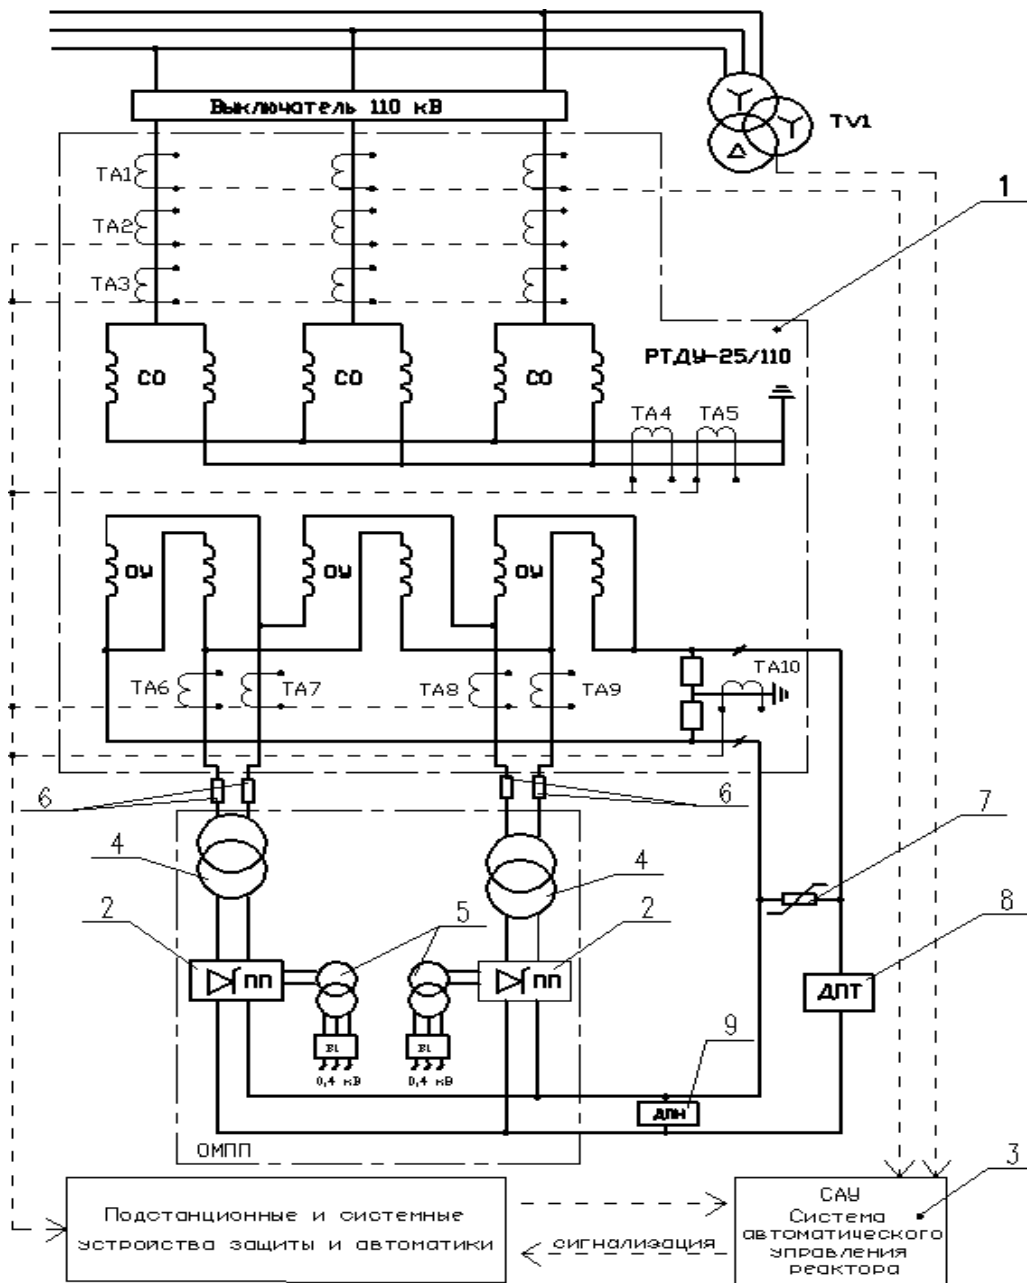 Выключатель 110 кВ
TV1
TA1
TA2
TA3
1
СО
СО
СО
РТДУ-25/110
TA4
TA5
ОУ
ОУ
ОУ
TA6
TA7
TA8
TA9
TA10
6
6
7
4
4
2
5
2
8
ПП
ПП
ДПТ
9
В1
В1
0,4 кВ
0,4 кВ
ДПН
ОМПП
3
Подстанционные и системные
устройства защиты и автоматики
сигнализация
САУ
Система
автоматического
управления
реактора